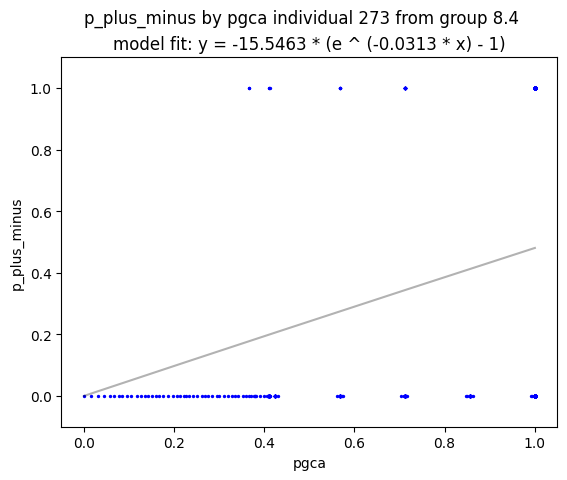 p_plus_minus by pgca individual 273 from group 8.4
model fit: y = -15.5463 * (e ^ (-0.0313 * x) - 1)
1.0
0.8
0.6
0.4
0.2
0.0
p_plus_minus
0.0 0.2 0.4 0.6 0.8 1.0
pgca